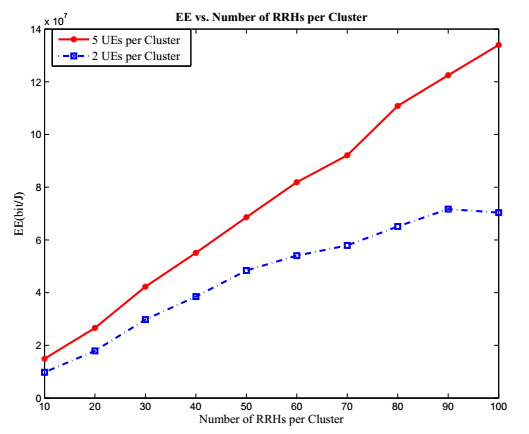 EE vs. Number of RRHs per Cluster
x 10^7
14
12
10
8
6
4
2
0
EE(bit/J)
5 UEs per Cluster
2 UEs per Cluster
10 20 30 40 50 60 70 80 90 100
Number of RRHs per Cluster